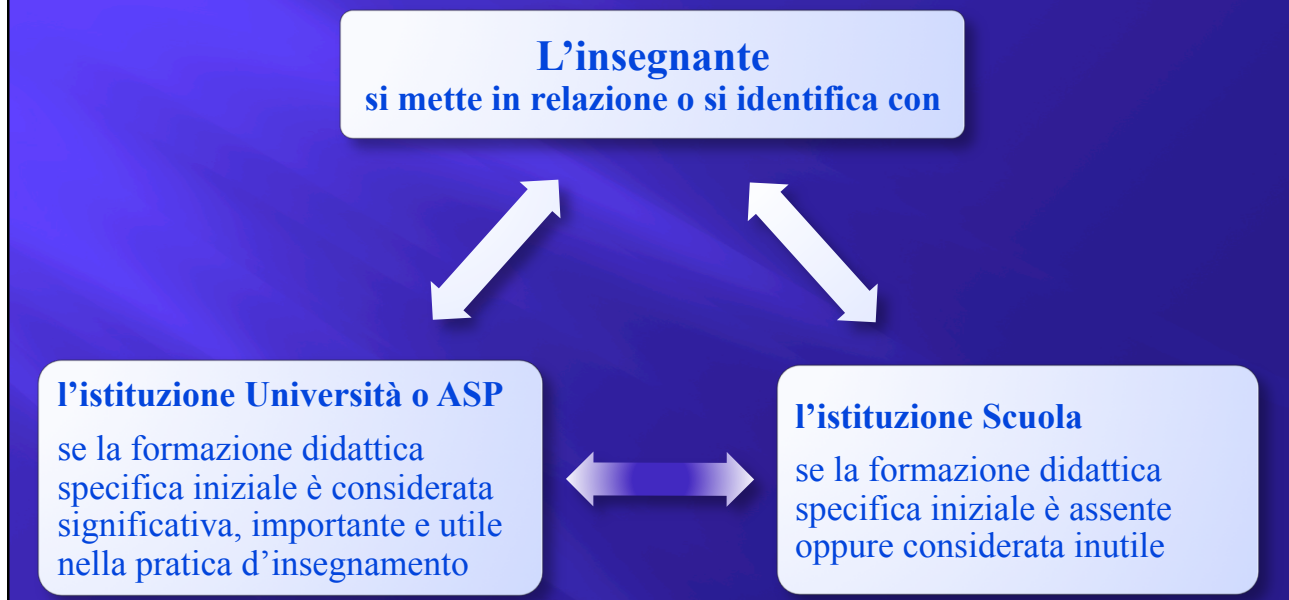 L’insegnante
si mette in relazione o si identifica con
l’istituzione Università o ASP
se la formazione didattica
specifica iniziale è considerata
significativa, importante e utile
nella pratica d’insegnamento
l’istituzione Scuola
se la formazione didattica
specifica iniziale è assente
oppure considerata inutile